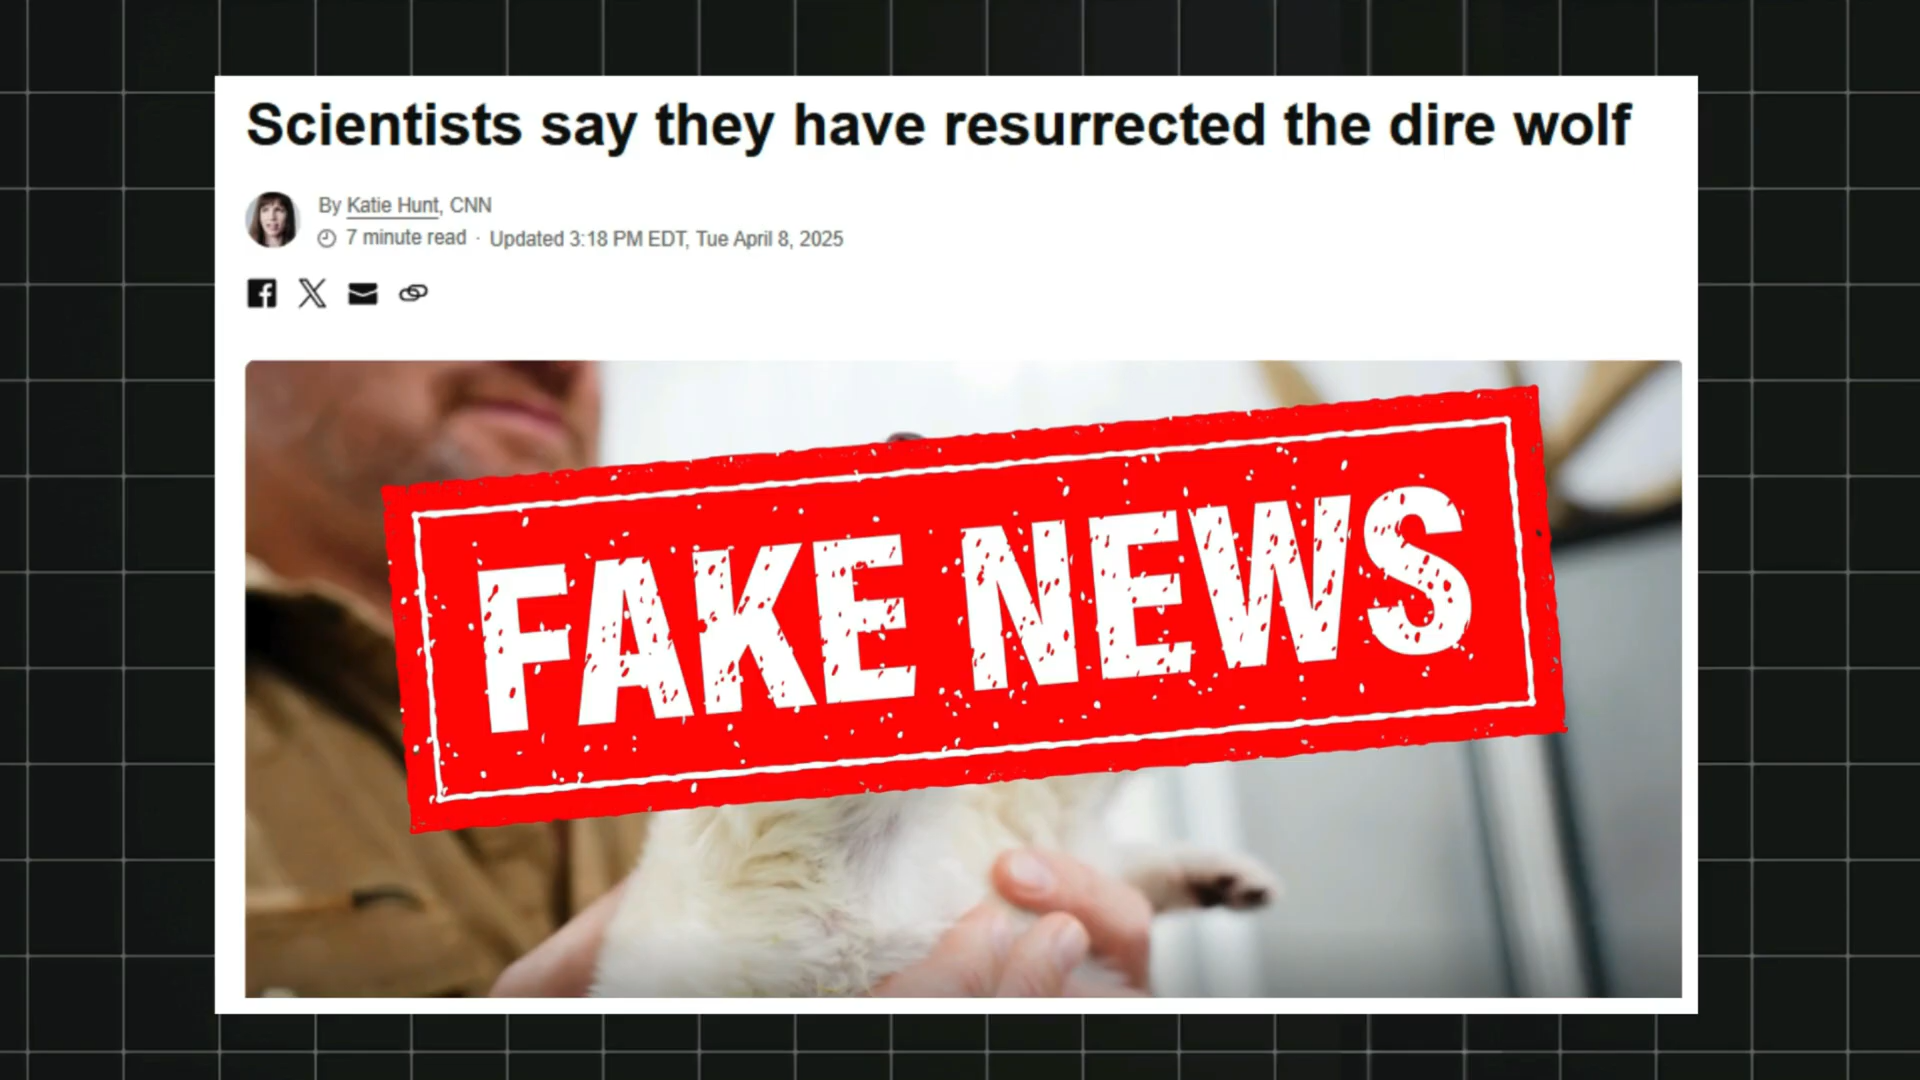 Scientists say they have resurrected the dire wolf
By Katie Hunt, CNN
7 minute read · Updated 3:18 PM EDT, Tue April 8, 2025
FAKE NEWS